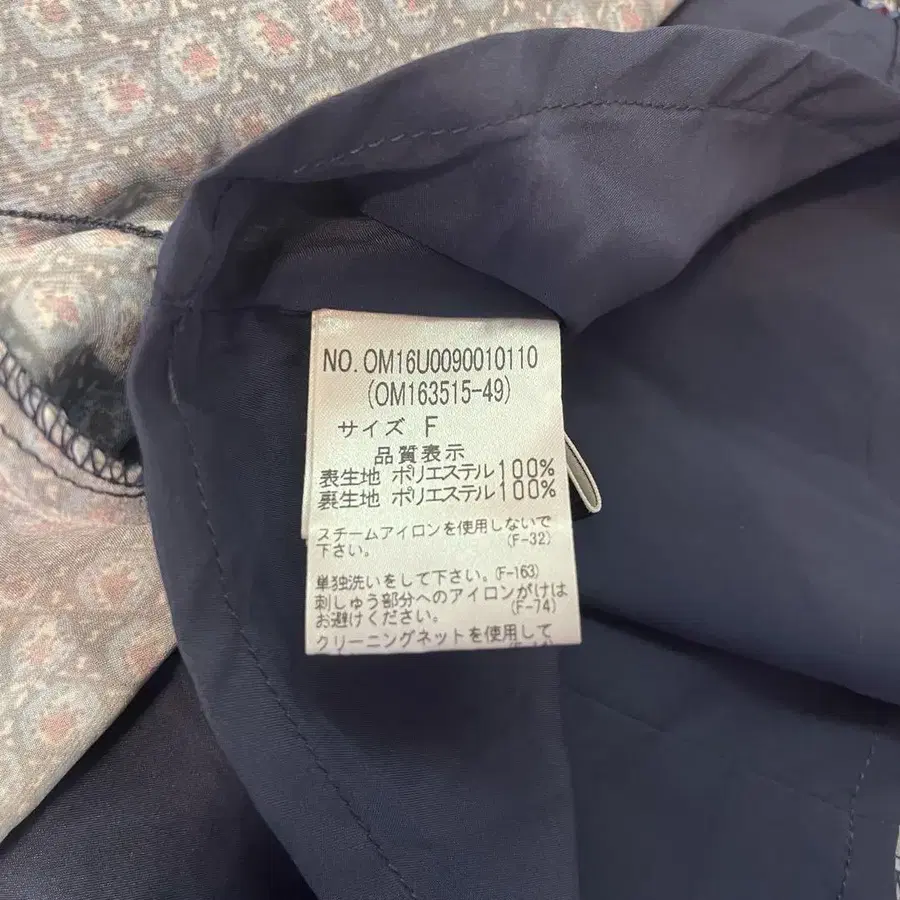 NO. OM16U0090010110
(OM163515-49)
サイズ F
品質表示
表生地 ポリエステル100%
裏生地 ポリエステル100%
スチームアイロンを使用しないで
下さい。 (F-32)
単独洗いをして下さい。(F-163)
刺しゅう部分へのアイロンがけは
お避けください。 (F-74)
クリーニングネットを使用して